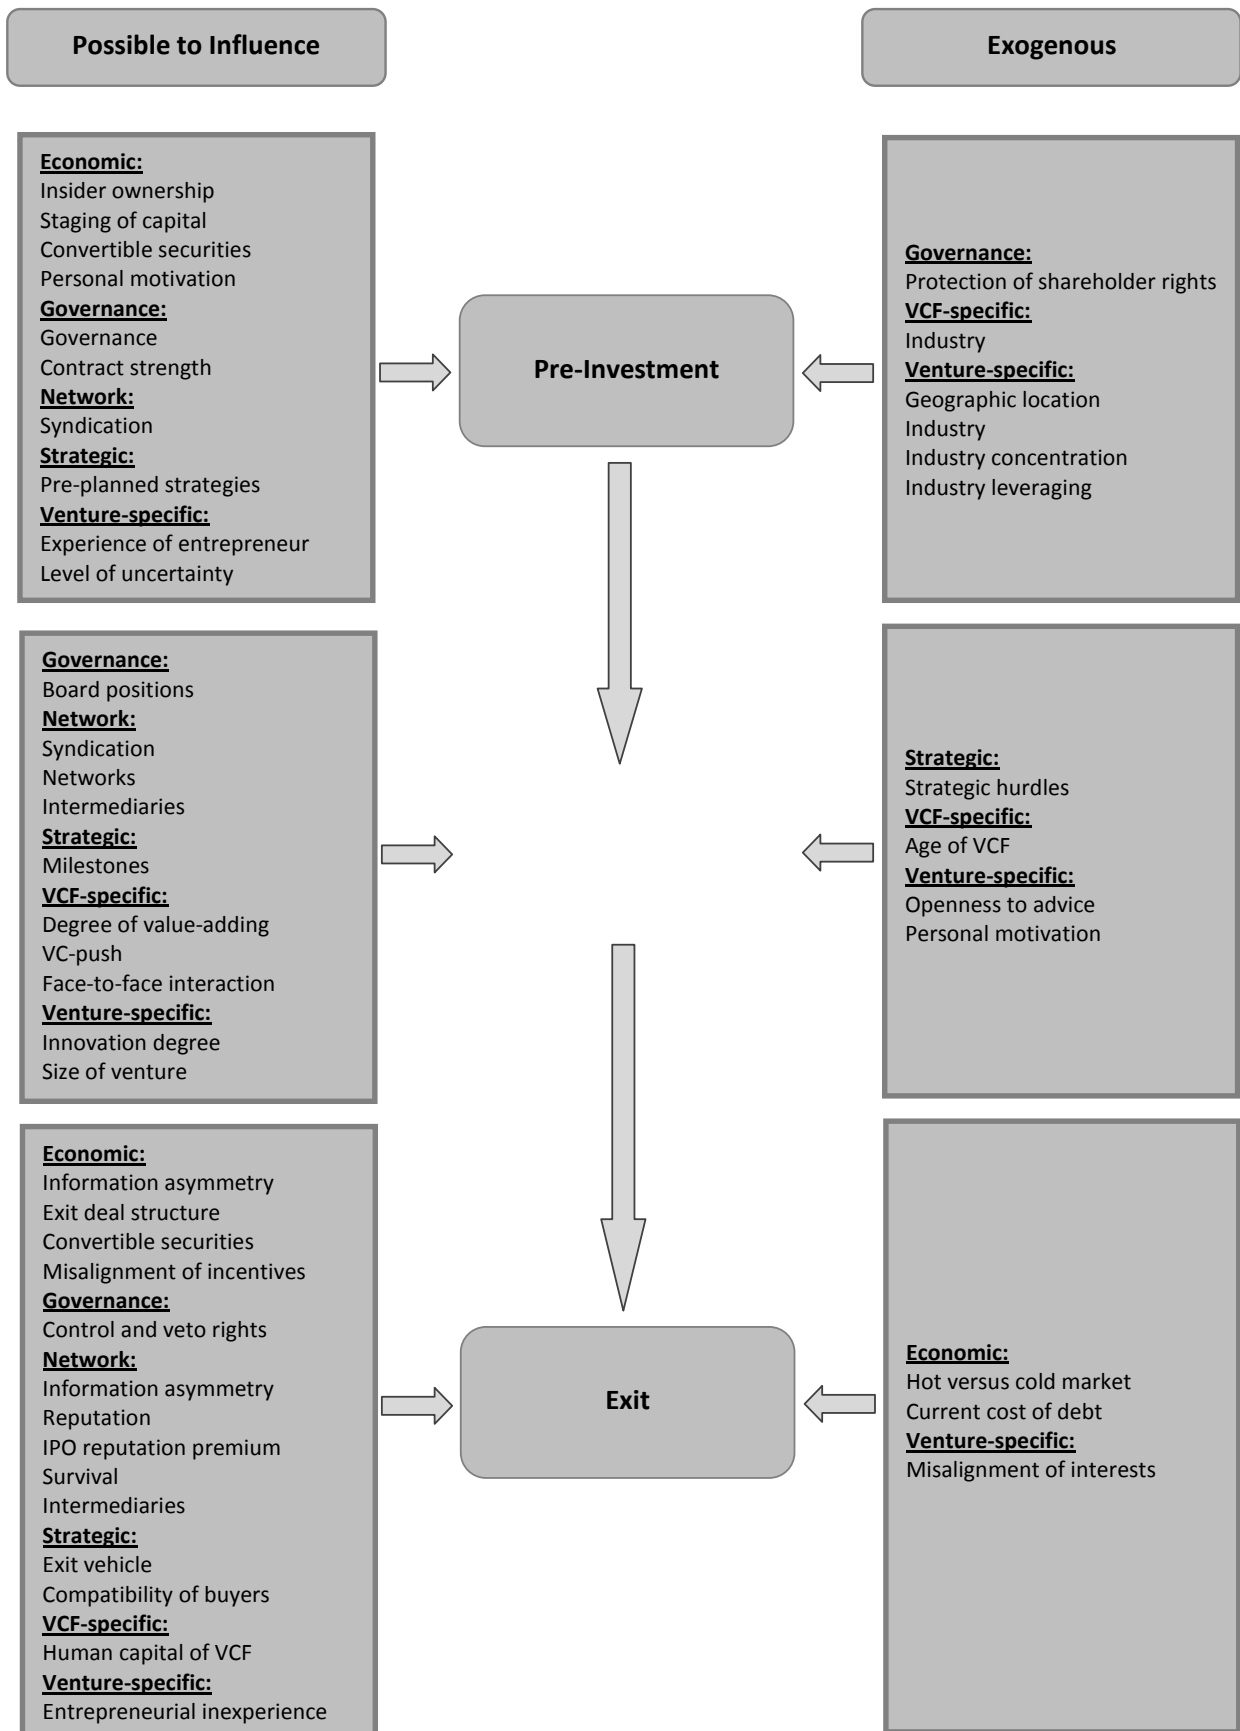 Possible to Influence
Exogenous
Economic:
Insider ownership
Staging of capital
Convertible securities
Personal motivation
Governance:
Governance
Contract strength
Network:
Syndication
Strategic:
Pre-planned strategies
Venture-specific:
Experience of entrepreneur
Level of uncertainty
Pre-Investment
Governance:
Protection of shareholder rights
VCF-specific:
Industry
Venture-specific:
Geographic location
Industry
Industry concentration
Industry leveraging
Governance:
Board positions
Network:
Syndication
Networks
Intermediaries
Strategic:
Milestones
VCF-specific:
Degree of value-adding
VC-push
Face-to-face interaction
Venture-specific:
Innovation degree
Size of venture
Strategic:
Strategic hurdles
VCF-specific:
Age of VCF
Venture-specific:
Openness to advice
Personal motivation
Economic:
Information asymmetry
Exit deal structure
Convertible securities
Misalignment of incentives
Governance:
Control and veto rights
Network:
Information asymmetry
Reputation
IPO reputation premium
Survival
Intermediaries
Strategic:
Exit vehicle
Compatibility of buyers
VCF-specific:
Human capital of VCF
Venture-specific:
Entrepreneurial inexperience
Exit
Economic:
Hot versus cold market
Current cost of debt
Venture-specific:
Misalignment of interests